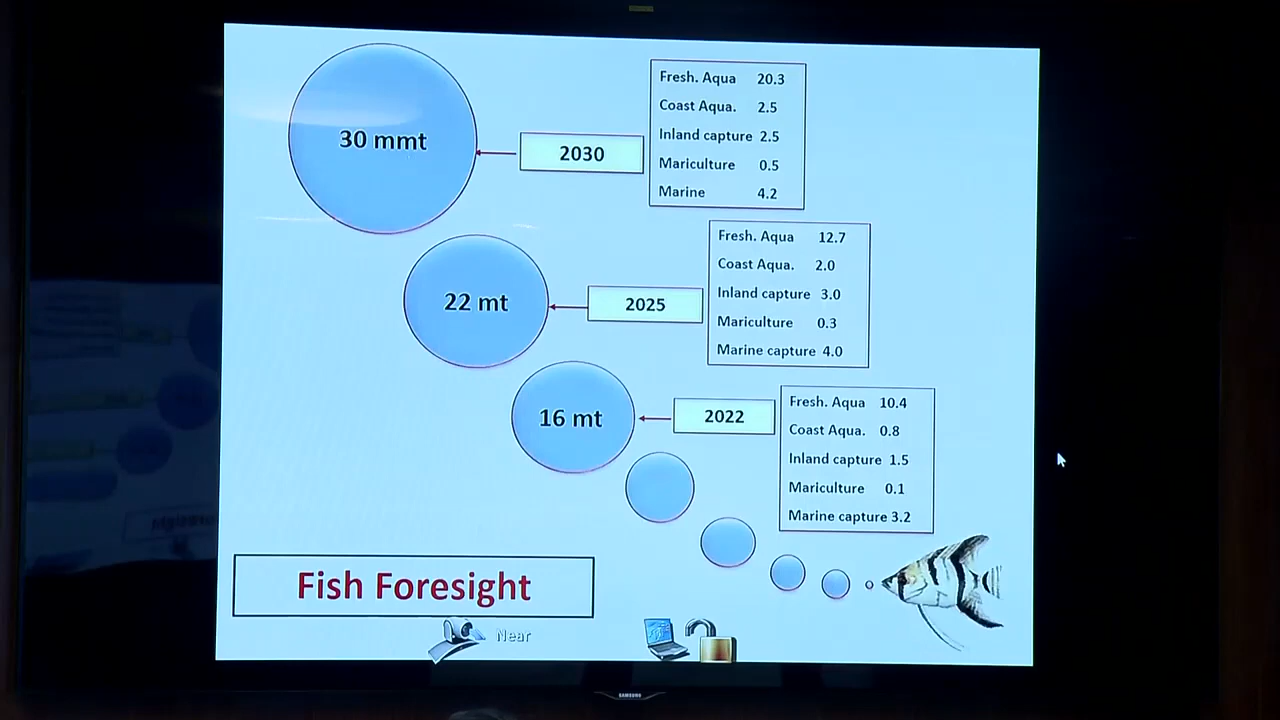 30 mmt
2030
Fresh. Aqua 20.3
Coast Aqua. 2.5
Inland capture 2.5
Mariculture 0.5
Marine 4.2
22 mt
2025
Fresh. Aqua 12.7
Coast Aqua. 2.0
Inland capture 3.0
Mariculture 0.3
Marine capture 4.0
16 mt
2022
Fresh. Aqua 10.4
Coast Aqua. 0.8
Inland capture 1.5
Mariculture 0.1
Marine capture 3.2
Fish Foresight
Near
SAMSUNG